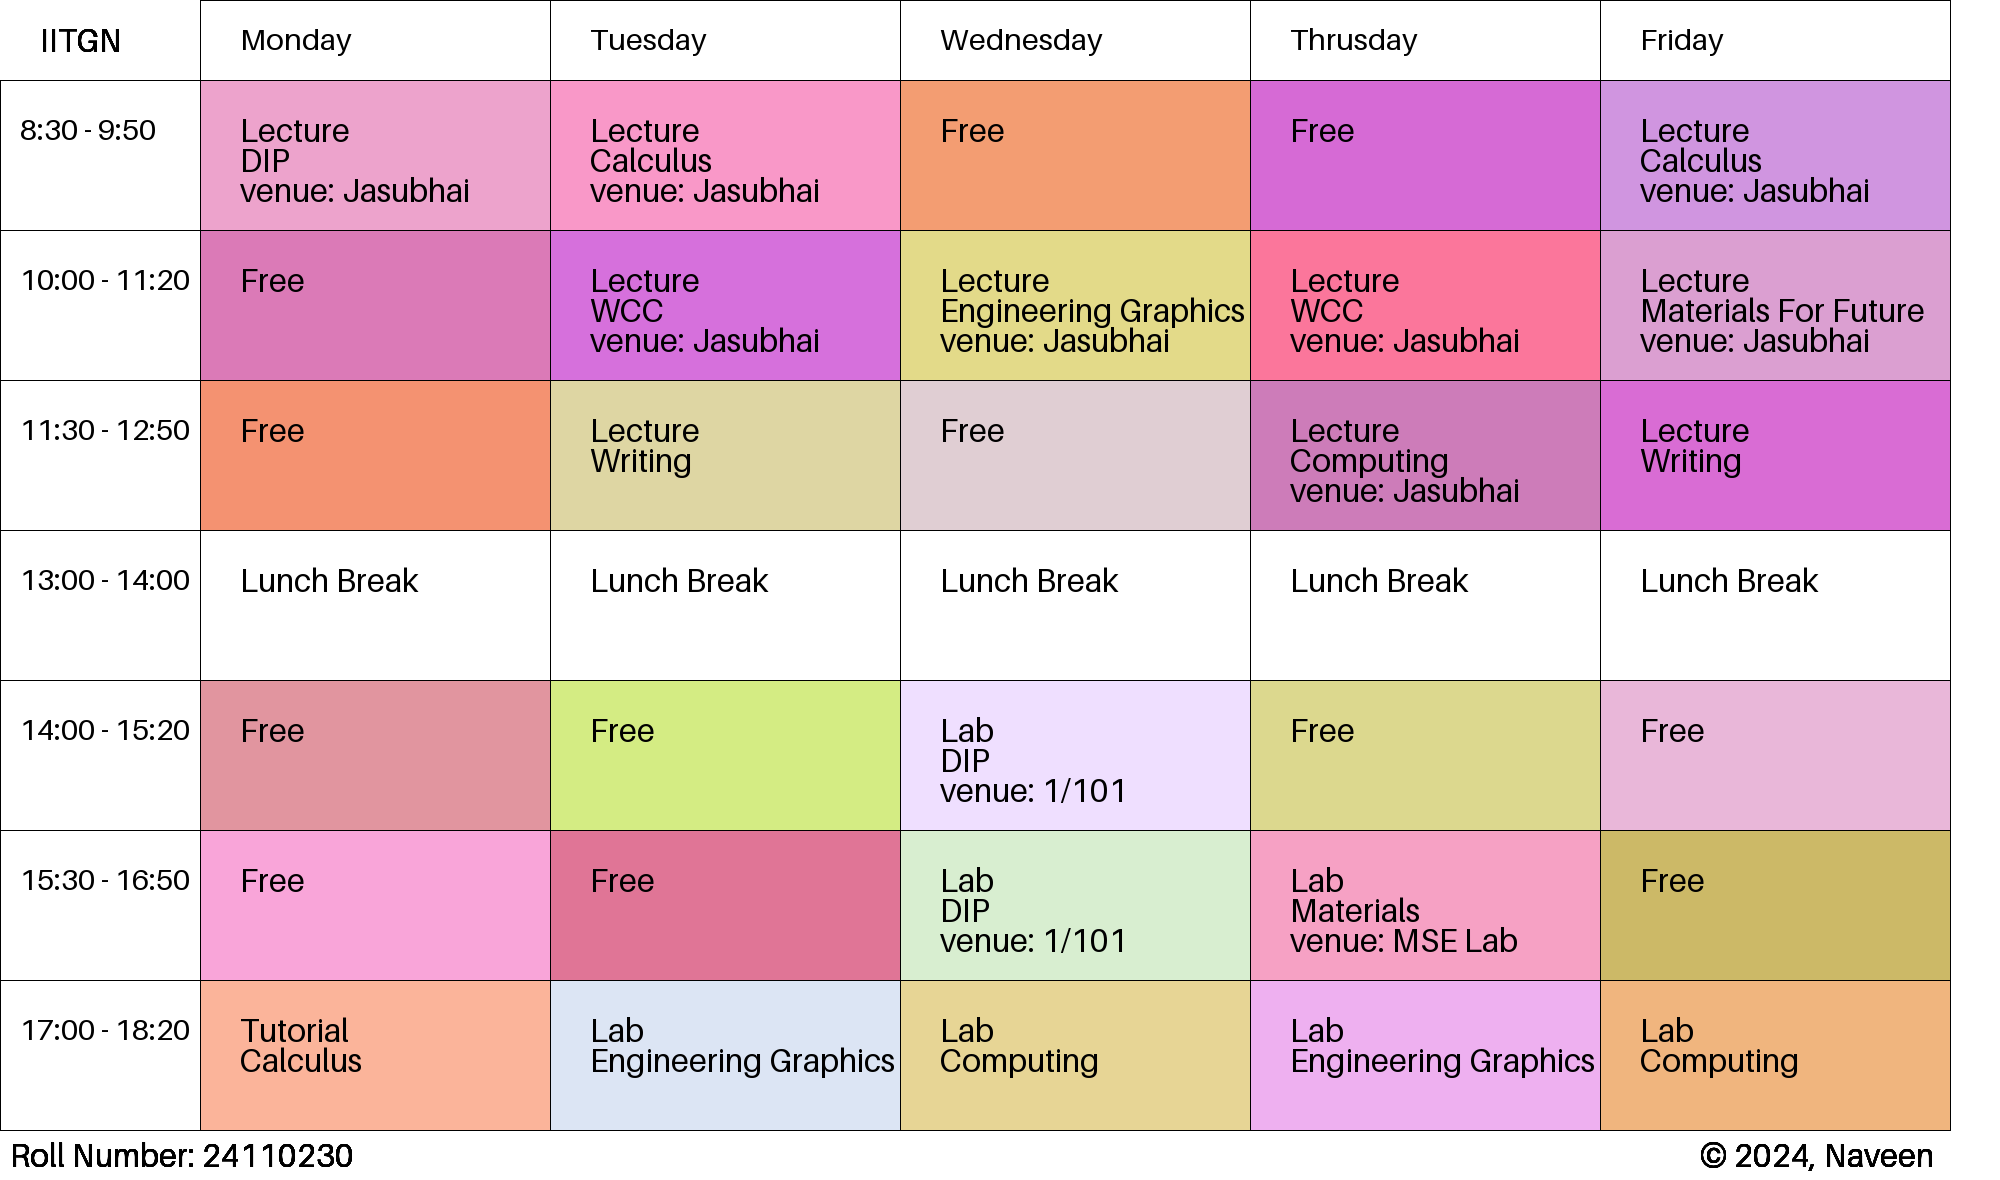 IITGN Monday Tuesday Wednesday Thrusday Friday
8:30 - 9:50
Lecture
DIP
venue: Jasubhai
Lecture
Calculus
venue: Jasubhai
Free
Free
Lecture
Calculus
venue: Jasubhai
10:00 - 11:20
Free
Lecture
WCC
venue: Jasubhai
Lecture
Engineering Graphics
venue: Jasubhai
Lecture
WCC
venue: Jasubhai
Lecture
Materials For Future
venue: Jasubhai
11:30 - 12:50
Free
Lecture
Writing
Free
Lecture
Computing
venue: Jasubhai
Lecture
Writing
13:00 - 14:00
Lunch Break
Lunch Break
Lunch Break
Lunch Break
Lunch Break
14:00 - 15:20
Free
Free
Lab
DIP
venue: 1/101
Free
Free
15:30 - 16:50
Free
Free
Lab
DIP
venue: 1/101
Lab
Materials
venue: MSE Lab
Free
17:00 - 18:20
Tutorial
Calculus
Lab
Engineering Graphics
Lab
Computing
Lab
Engineering Graphics
Lab
Computing
Roll Number: 24110230
© 2024, Naveen